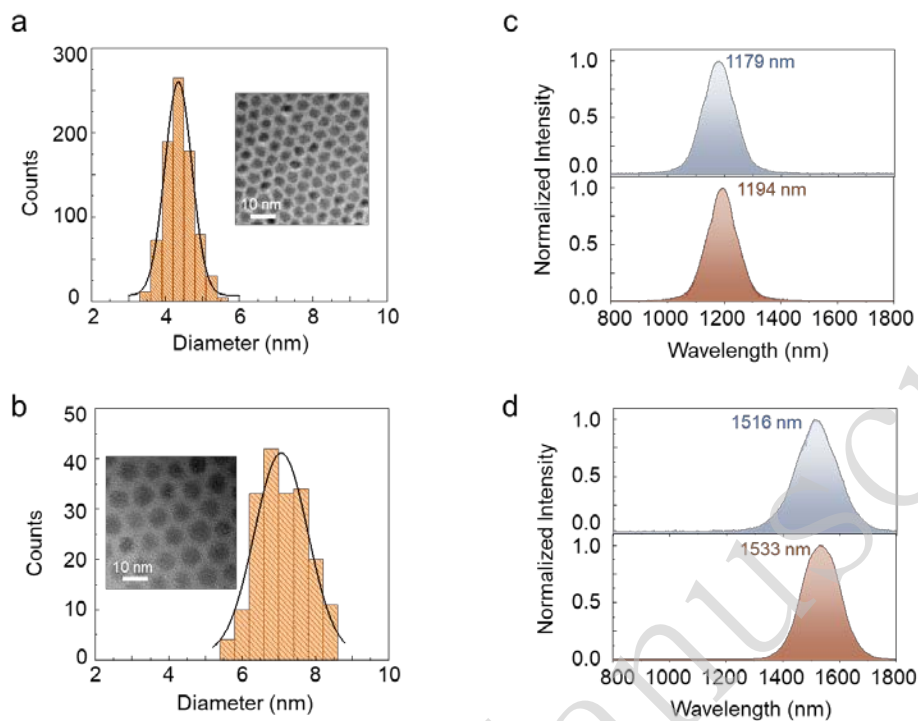 a
300
200
100
0
Counts
2 4 6 8 10
Diameter (nm)
10 nm
c
1179 nm
1.0
0.5
0.0
1194 nm
1.0
0.5
0.0
Normalized Intensity
800 1000 1200 1400 1600 1800
Wavelength (nm)
b
50
40
30
20
10
0
Counts
2 4 6 8 10
Diameter (nm)
10 nm
d
1516 nm
1.0
0.5
0.0
1533 nm
1.0
0.5
0.0
Normalized Intensity
800 1000 1200 1400 1600 1800
Wavelength (nm)